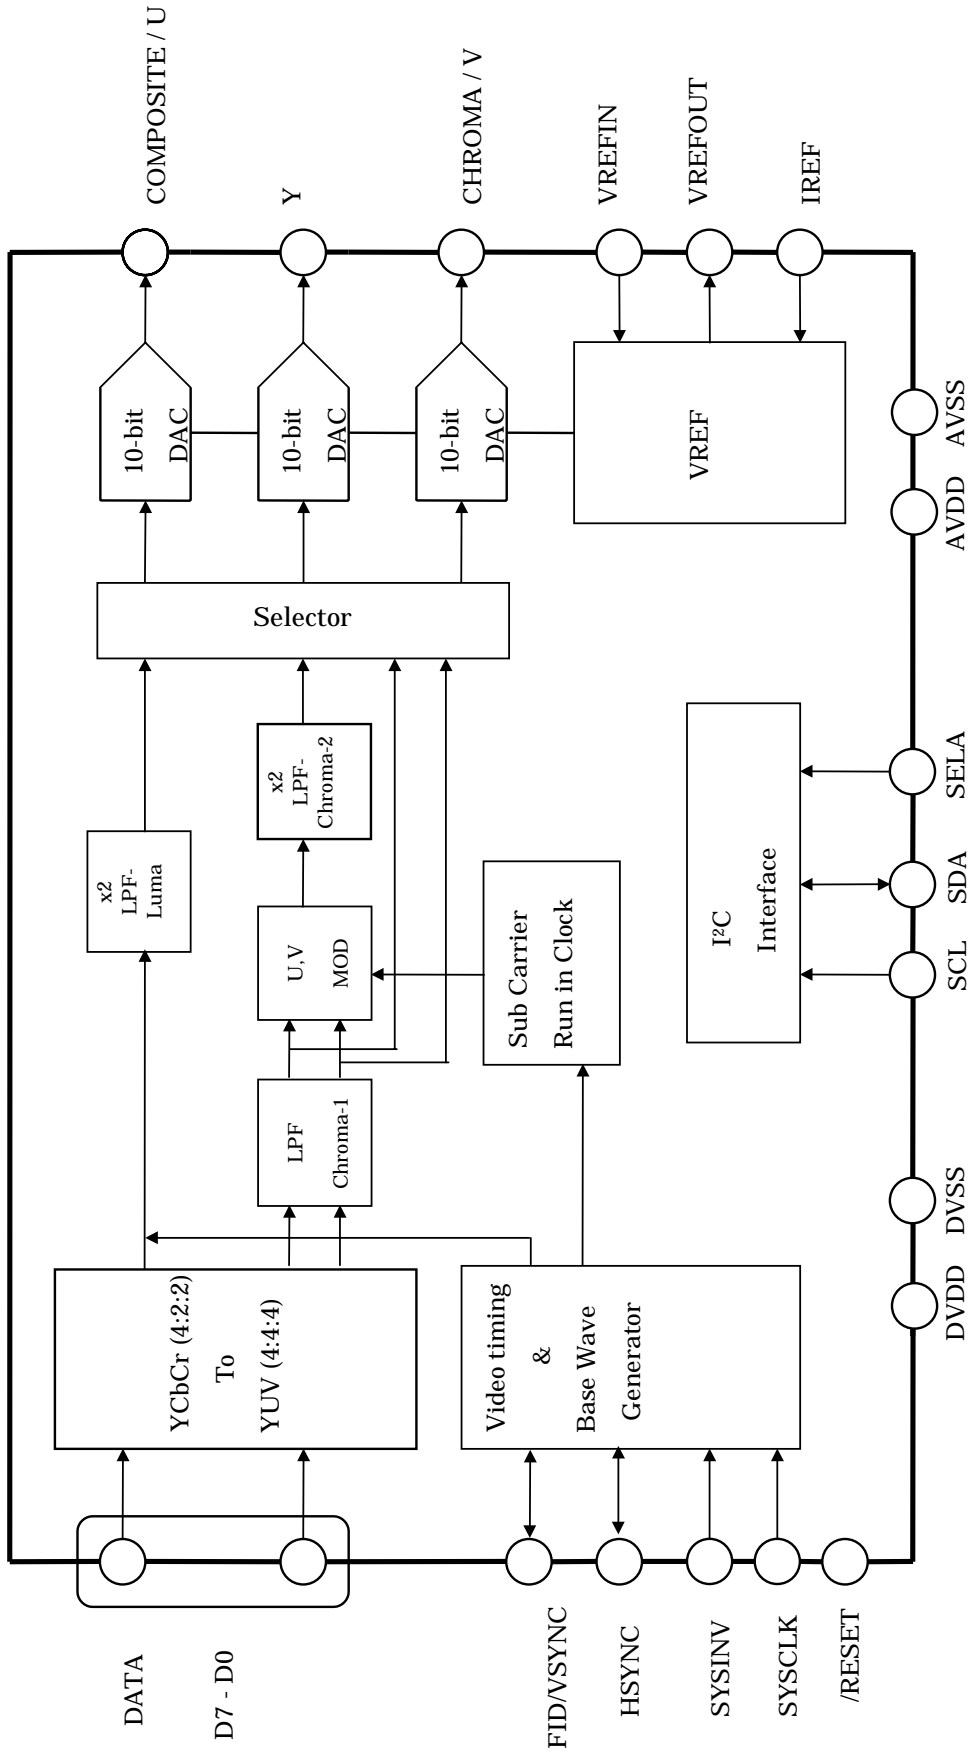 COMPOSITE / U
Y
CHROMA / V
VREFIN
VREFOUT
IREF
10-bit
DAC
10-bit
DAC
10-bit
DAC
VREF
AVSS
AVDD
Selector
x2
LPF-
Luma
x2
LPF-
Chroma-2
U,V
MOD
LPF
Chroma-1
Sub Carrier
Run in Clock
I²C
Interface
SELA
SDA
SCL
DVSS
DVDD
YCbCr (4:2:2)
To
YUV (4:4:4)
Video timing
&
Base Wave
Generator
DATA
D7 - D0
FID/VSYNC
HSYNC
SYSINV
SYSCLK
/RESET